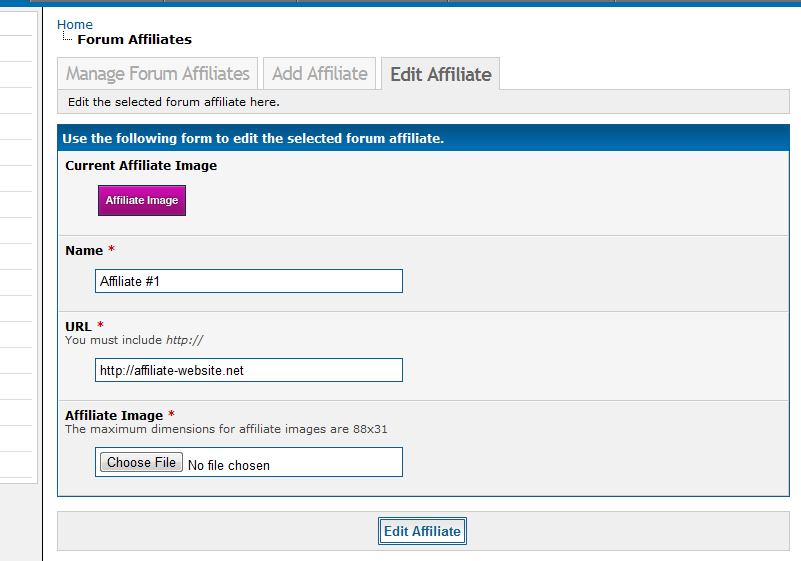 Home
Forum Affiliates
Manage Forum Affiliates Add Affiliate Edit Affiliate
Edit the selected forum affiliate here.
Use the following form to edit the selected forum affiliate.
Current Affiliate Image
Affiliate Image
Name *
Affiliate #1
URL *
You must include http://
http://affiliate-website.net
Affiliate Image *
The maximum dimensions for affiliate images are 88x31
Choose File No file chosen
Edit Affiliate